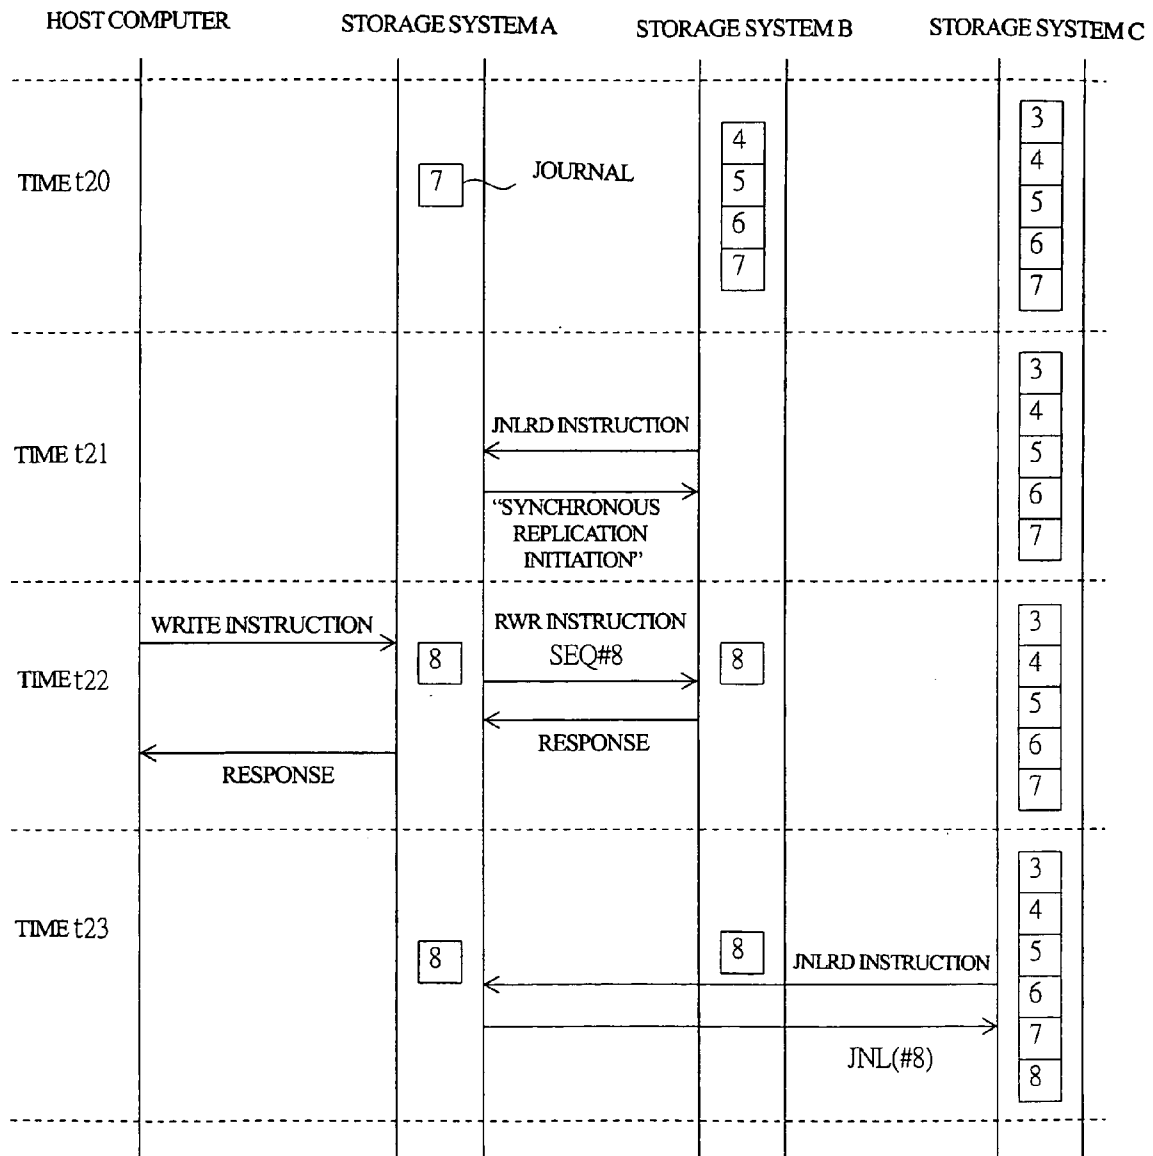 HOST COMPUTER STORAGE SYSTEM A STORAGE SYSTEM B STORAGE SYSTEM C
TIME t20
7
JOURNAL
4
5
6
7
3
4
5
6
7
TIME t21
JNLRD INSTRUCTION
“SYNCHRONOUS
REPLICATION
INITIATION”
3
4
5
6
7
TIME t22
WRITE INSTRUCTION
RESPONSE
8
RWR INSTRUCTION
SEQ#8
RESPONSE
8
3
4
5
6
7
TIME t23
8
8
JNLRD INSTRUCTION
JNL(#8)
3
4
5
6
7
8